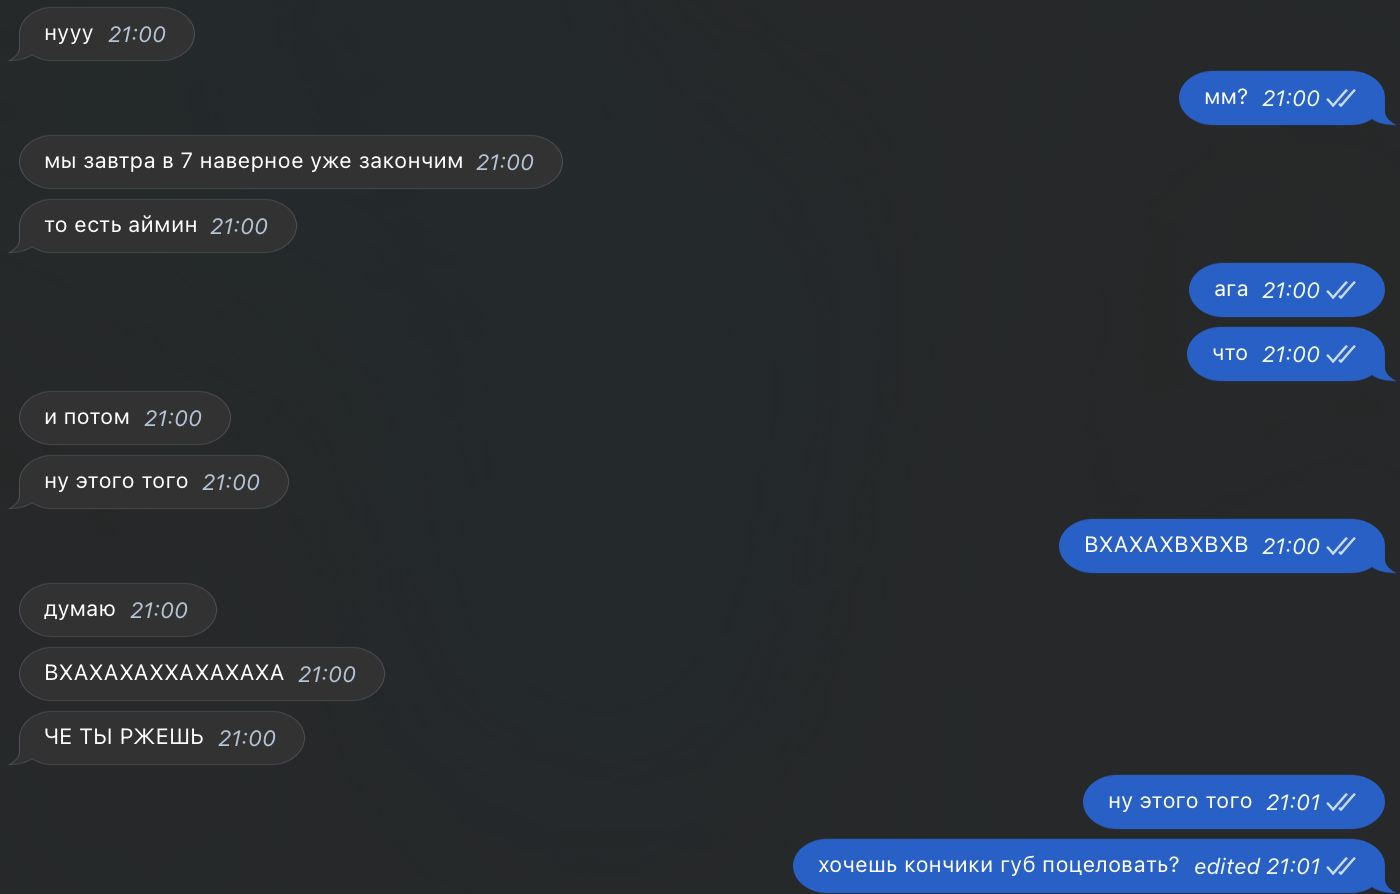 нууу 21:00
мм? 21:00
мы завтра в 7 наверное уже закончим 21:00
то есть аймин 21:00
ага 21:00
что 21:00
и потом 21:00
ну этого того 21:00
ВХАХАХВХВХВ 21:00
думаю 21:00
ВХАХАХАХХАХАХАХА 21:00
ЧЕ ТЫ РЖЕШЬ 21:00
ну этого того 21:01
хочешь кончики губ поцеловать? edited 21:01